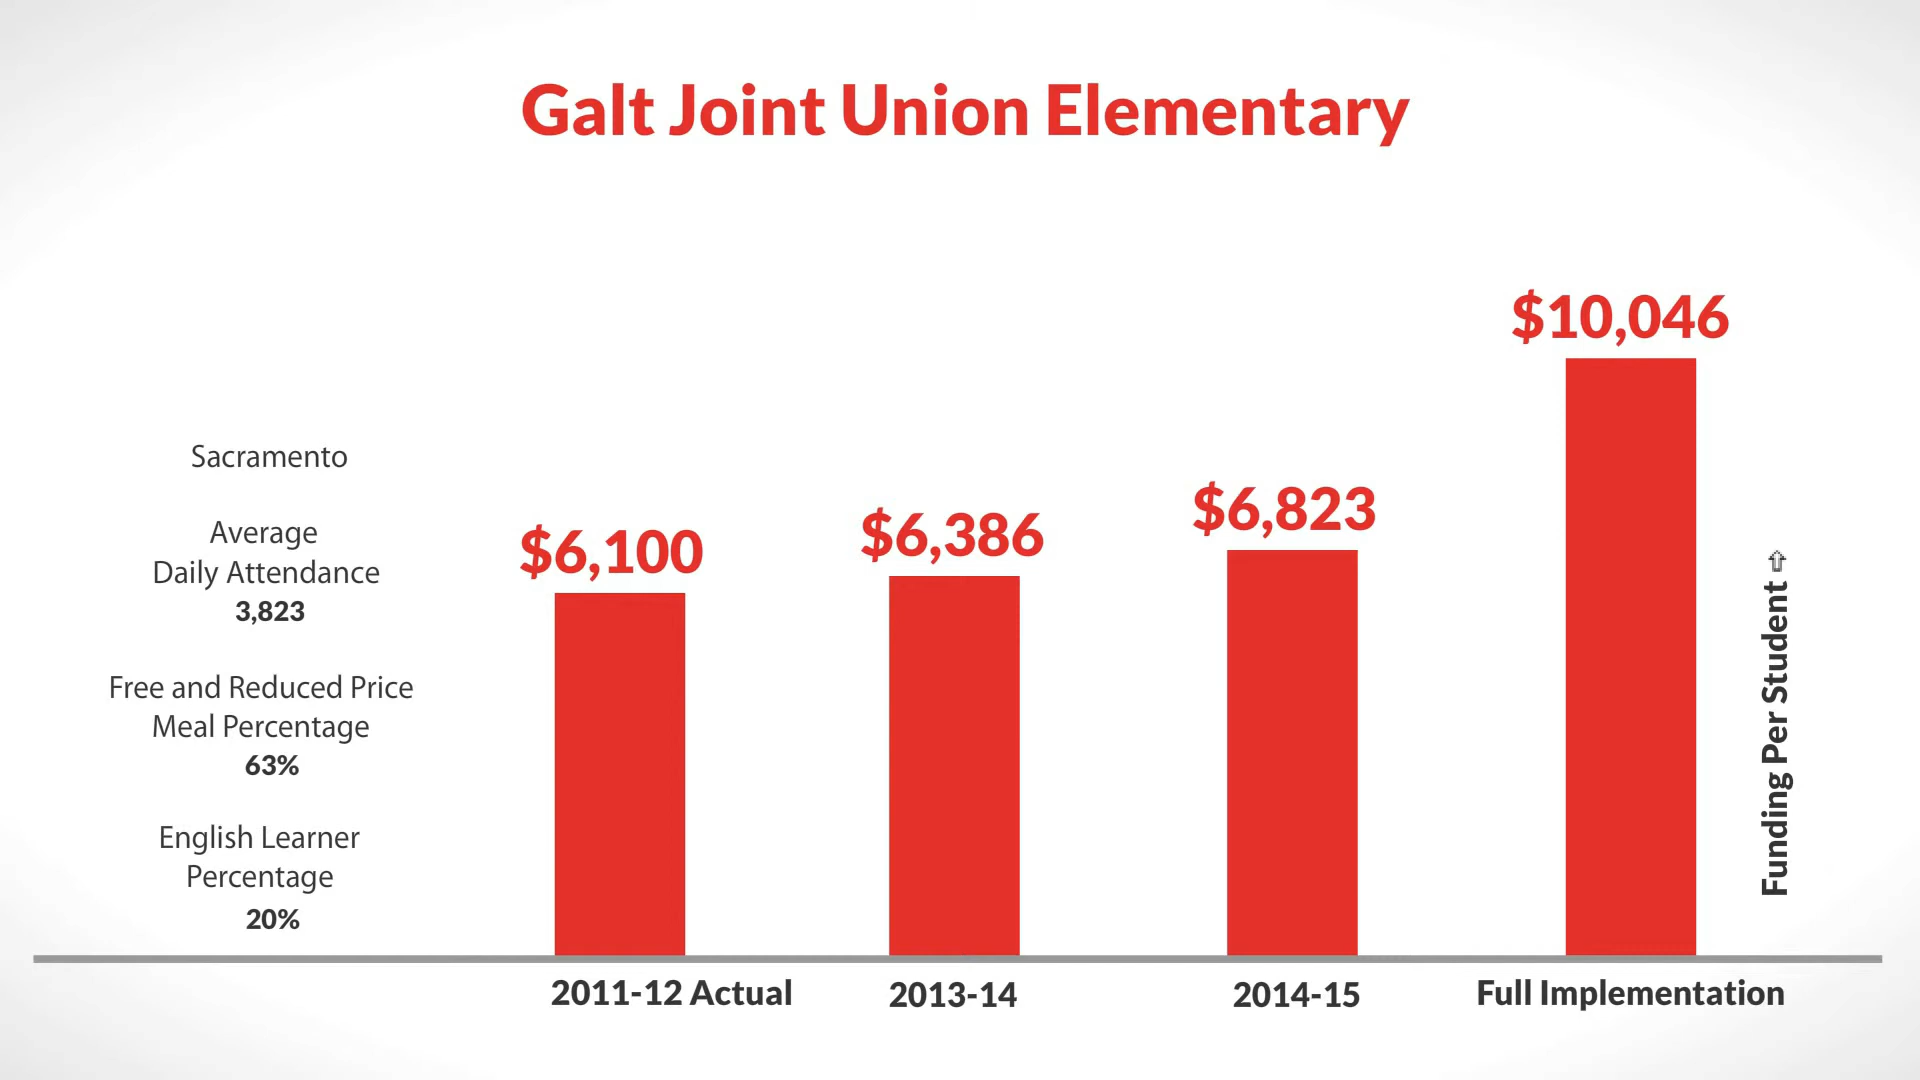 Galt Joint Union Elementary
Sacramento
Average
Daily Attendance
3,823
Free and Reduced Price
Meal Percentage
63%
English Learner
Percentage
20%
$6,100
$6,386
$6,823
$10,046
Funding Per Student ⇧
2011-12 Actual
2013-14
2014-15
Full Implementation